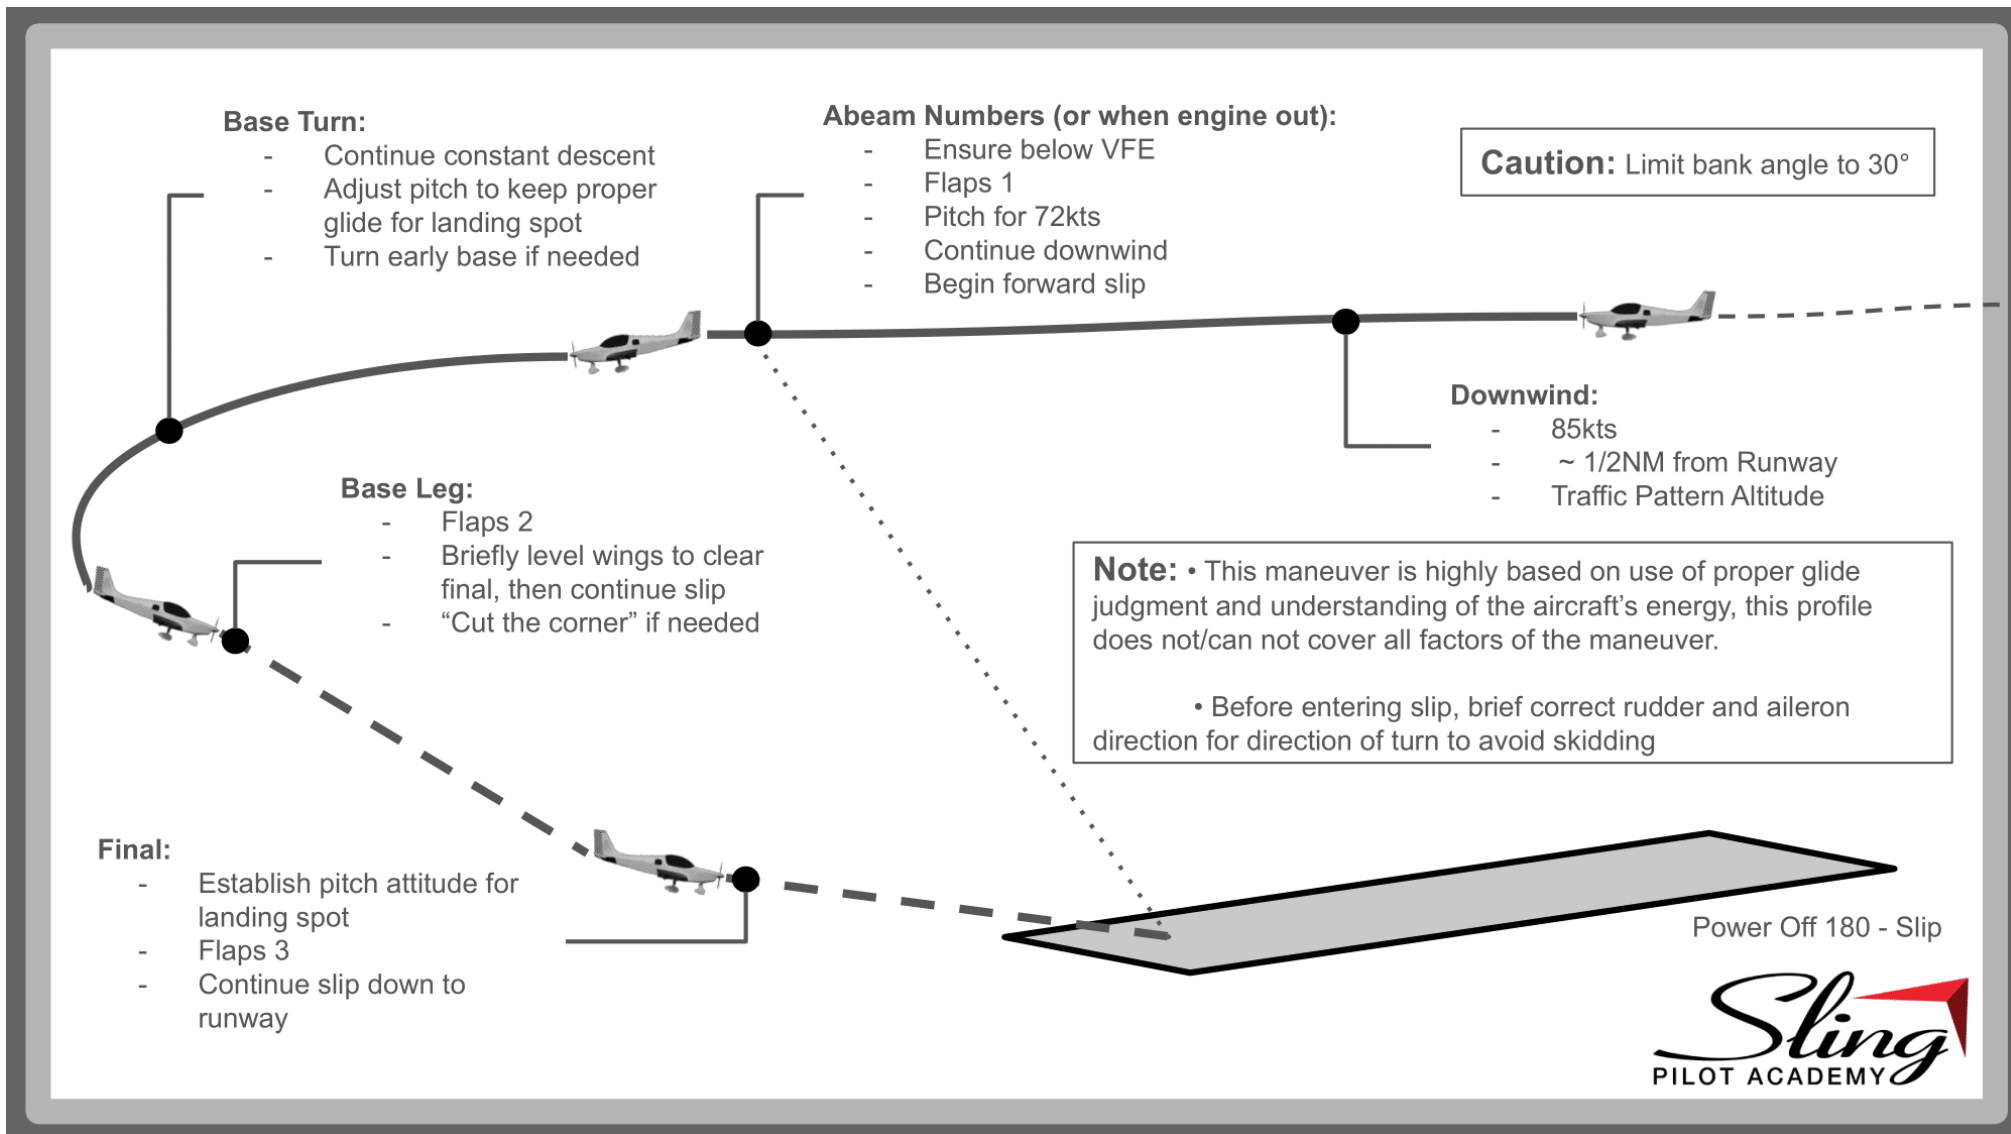 Base Turn:
- Continue constant descent
- Adjust pitch to keep proper
glide for landing spot
- Turn early base if needed
Abeam Numbers (or when engine out):
- Ensure below VFE
- Flaps 1
- Pitch for 72kts
- Continue downwind
- Begin forward slip
Caution: Limit bank angle to 30°
Downwind:
- 85kts
- ~ 1/2NM from Runway
- Traffic Pattern Altitude
Base Leg:
- Flaps 2
- Briefly level wings to clear
final, then continue slip
- “Cut the corner” if needed
Note: • This maneuver is highly based on use of proper glide
judgment and understanding of the aircraft’s energy, this profile
does not/can not cover all factors of the maneuver.
• Before entering slip, brief correct rudder and aileron
direction for direction of turn to avoid skidding
Final:
- Establish pitch attitude for
landing spot
- Flaps 3
- Continue slip down to
runway
Power Off 180 - Slip
Sling
PILOT ACADEMY